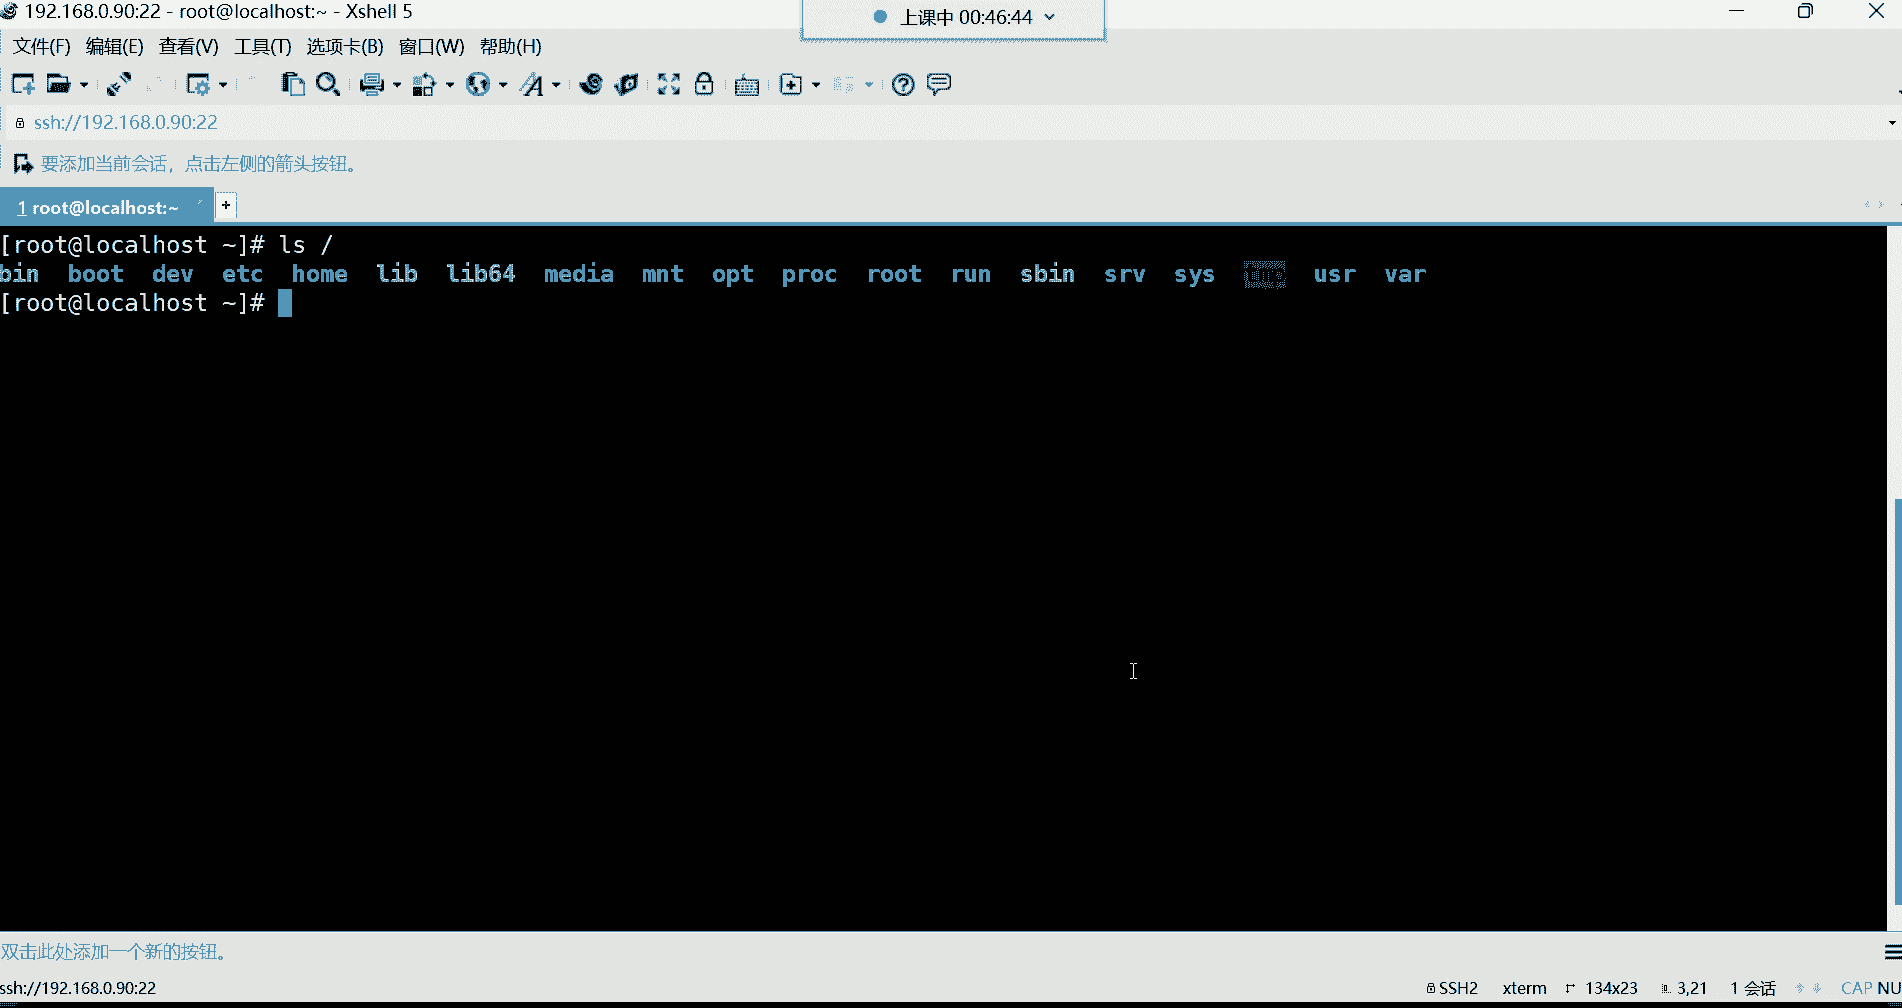 192.168.0.90:22 - root@localhost:~ - Xshell 5
上课中 00:46:44
文件(F) 编辑(E) 查看(V) 工具(T) 选项卡(B) 窗口(W) 帮助(H)
ssh://192.168.0.90:22
要添加当前会话，点击左侧的箭头按钮。
1 root@localhost:~
[root@localhost ~]# ls /
bin boot dev etc home lib lib64 media mnt opt proc root run sbin srv sys usr var
[root@localhost ~]#
双击此处添加一个新的按钮。
ssh://192.168.0.90:22 SSH2 xterm 134x23 3,21 1 会话 CAP NU